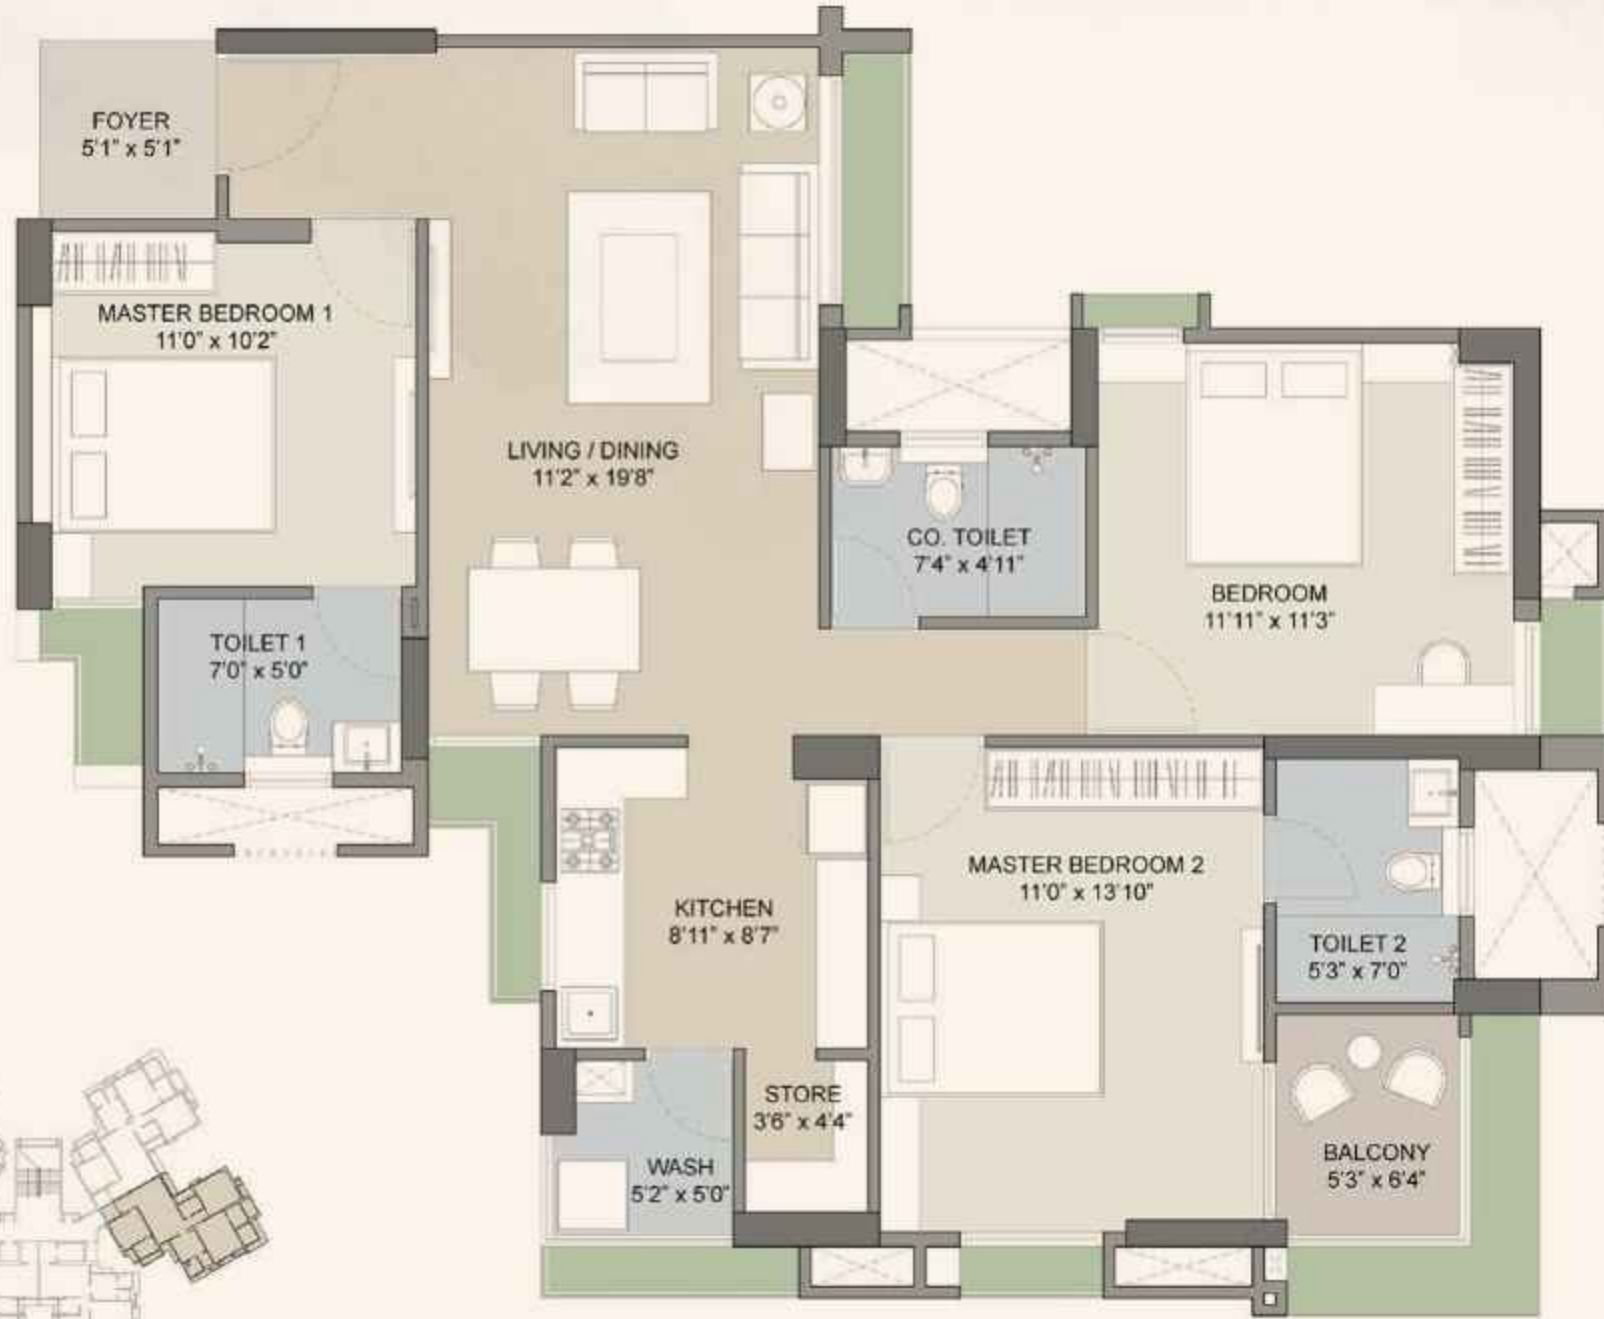 FOYER
5'1" x 5'1"
MASTER BEDROOM 1
11'0" x 10'2"
LIVING / DINING
11'2" x 19'8"
CO. TOILET
7'4" x 4'11"
BEDROOM
11'11" x 11'3"
TOILET 1
7'0" x 5'0"
MASTER BEDROOM 2
11'0" x 13'10"
KITCHEN
8'11" x 8'7"
TOILET 2
5'3" x 7'0"
STORE
3'6" x 4'4"
WASH
5'2" x 5'0"
BALCONY
5'3" x 6'4"